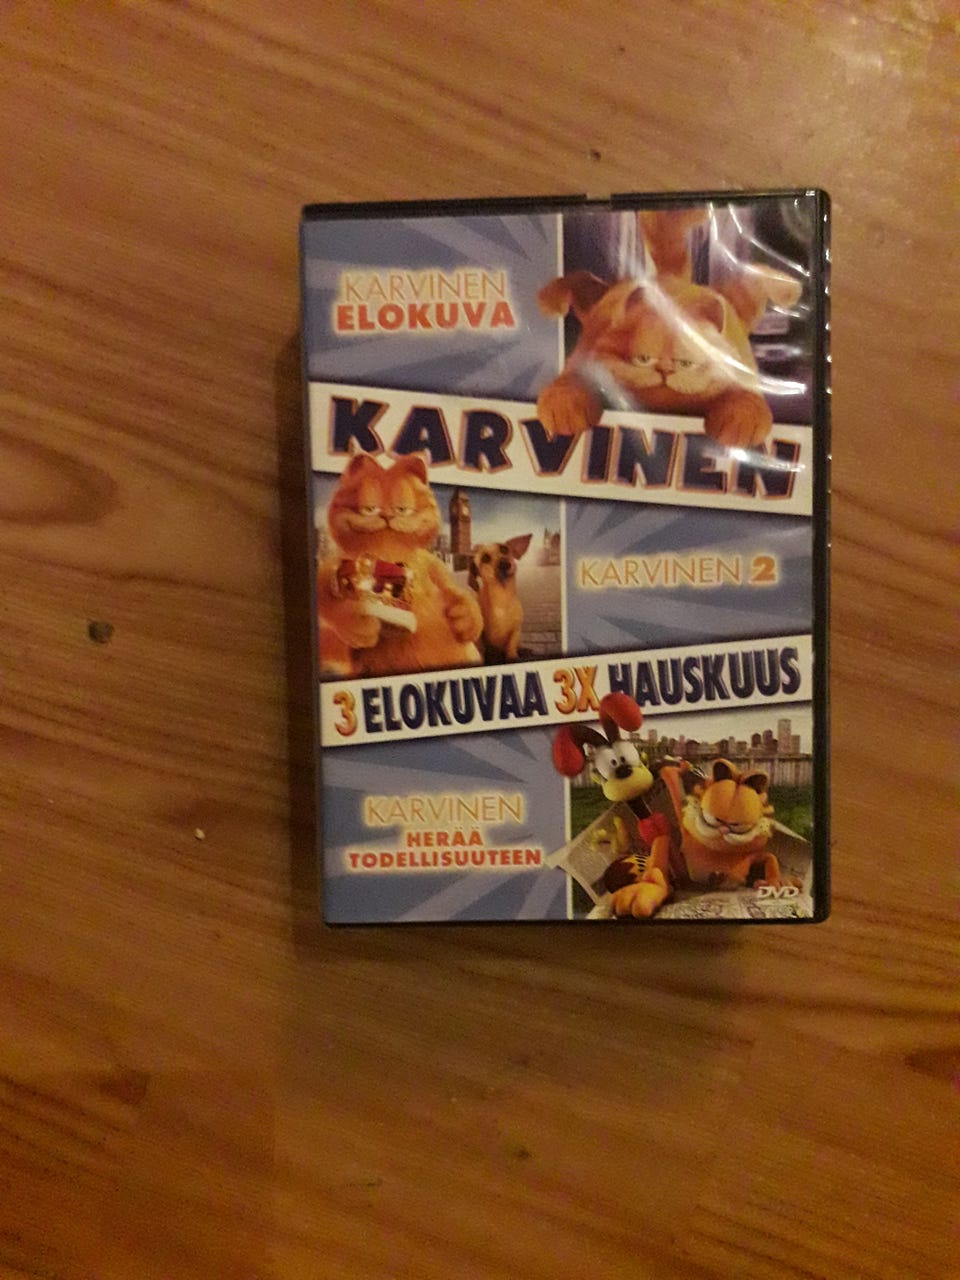 KARVINEN
ELOKUVA
KARVINEN
KARVINEN 2
3 ELOKUVAA 3X HAUSKUUS
KARVINEN
HERÄÄ
TODELLISUUTEEN
DVD